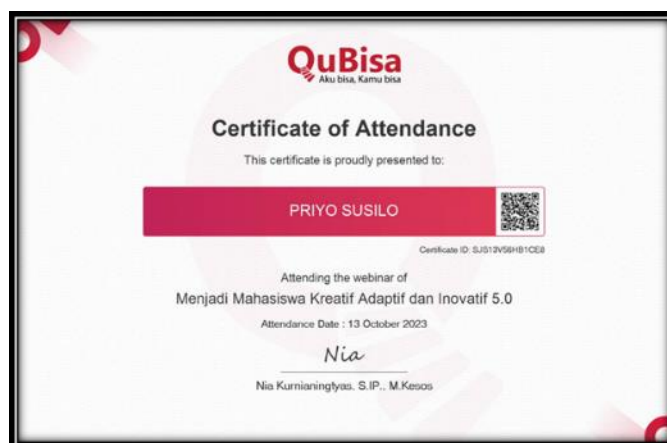 QuBisa
Aku bisa, Kamu bisa
Certificate of Attendance
This certificate is proudly presented to:
PRIYO SUSILO
Certificate ID:
Attending the webinar of
Menjadi Mahasiswa Kreatif Adaptif dan Inovatif 5.0
Attendance Date : 13 October 2023
Nia
Nia Kurnianingtyas. S.IP.. M.Kesos